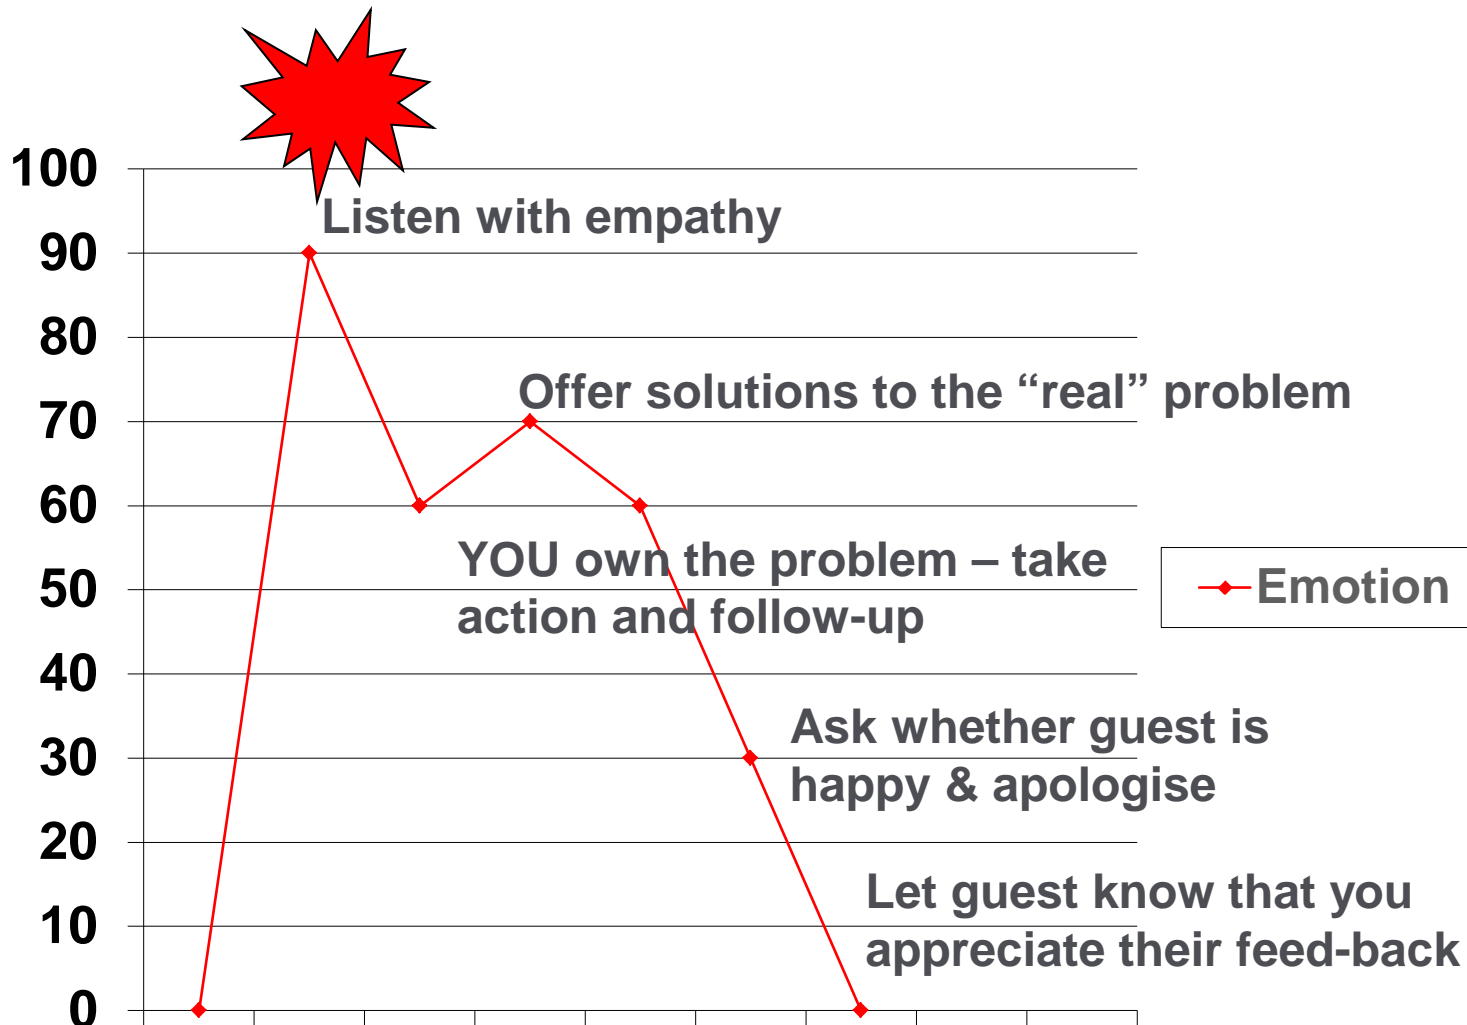 100
Listen with empathy
90
80
Offer solutions to the “real” problem
70
60
YOU own the problem – take
action and follow-up
50
Emotion
40
Ask whether guest is
happy & apologise
30
20
Let guest know that you
appreciate their feed-back
10
0